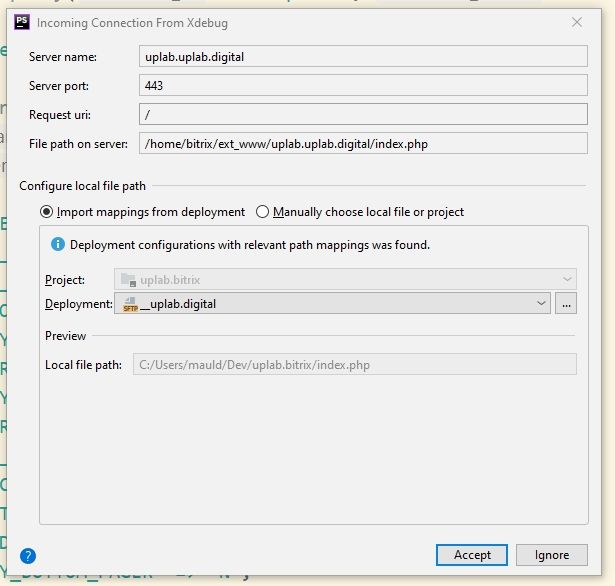 PS Incoming Connection From Xdebug
Server name: uplab.uplab.digital
Server port: 443
Request uri: /
File path on server: /home/bitrix/ext_www/uplab.uplab.digital/index.php
Configure local file path
Import mappings from deployment Manually choose local file or project
Deployment configurations with relevant path mappings was found.
Project: uplab.bitrix
Deployment: SFTP __uplab.digital ...
Preview
Local file path: C:/Users/mauld/Dev/uplab.bitrix/index.php
? Accept Ignore